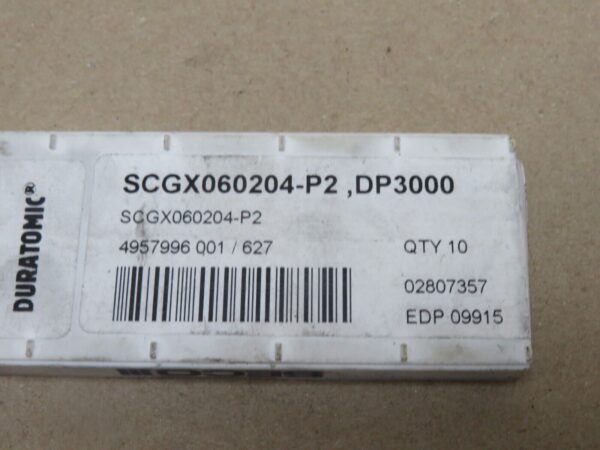 DURATOMIC®
SCGX060204-P2 ,DP3000
SCGX060204-P2
4957996 001 / 627
QTY 10
02807357
EDP 09915